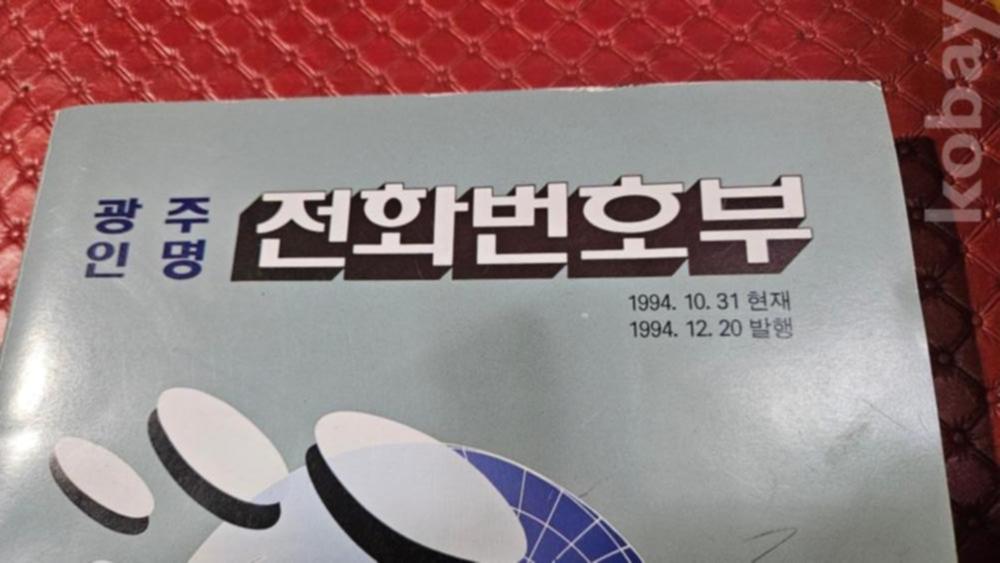 광주 전화번호부
인명
1994. 10. 31 현재
1994. 12. 20 발행
kobay